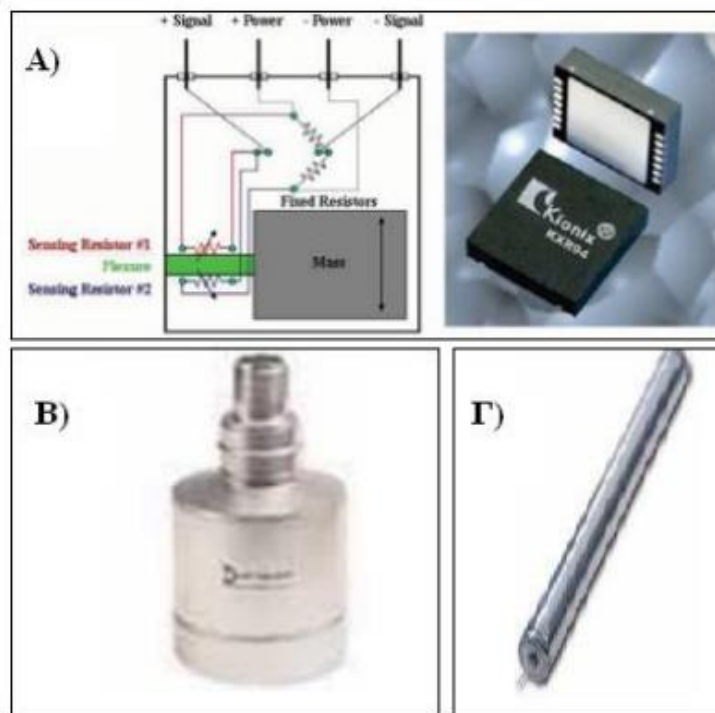 + Signal + Power - Power - Signal
A)
Fixed Resistors
Sensing Resistor #1
Flexure
Mass
Sensing Resistor #2
Kionix
KXR94
B)
Γ)